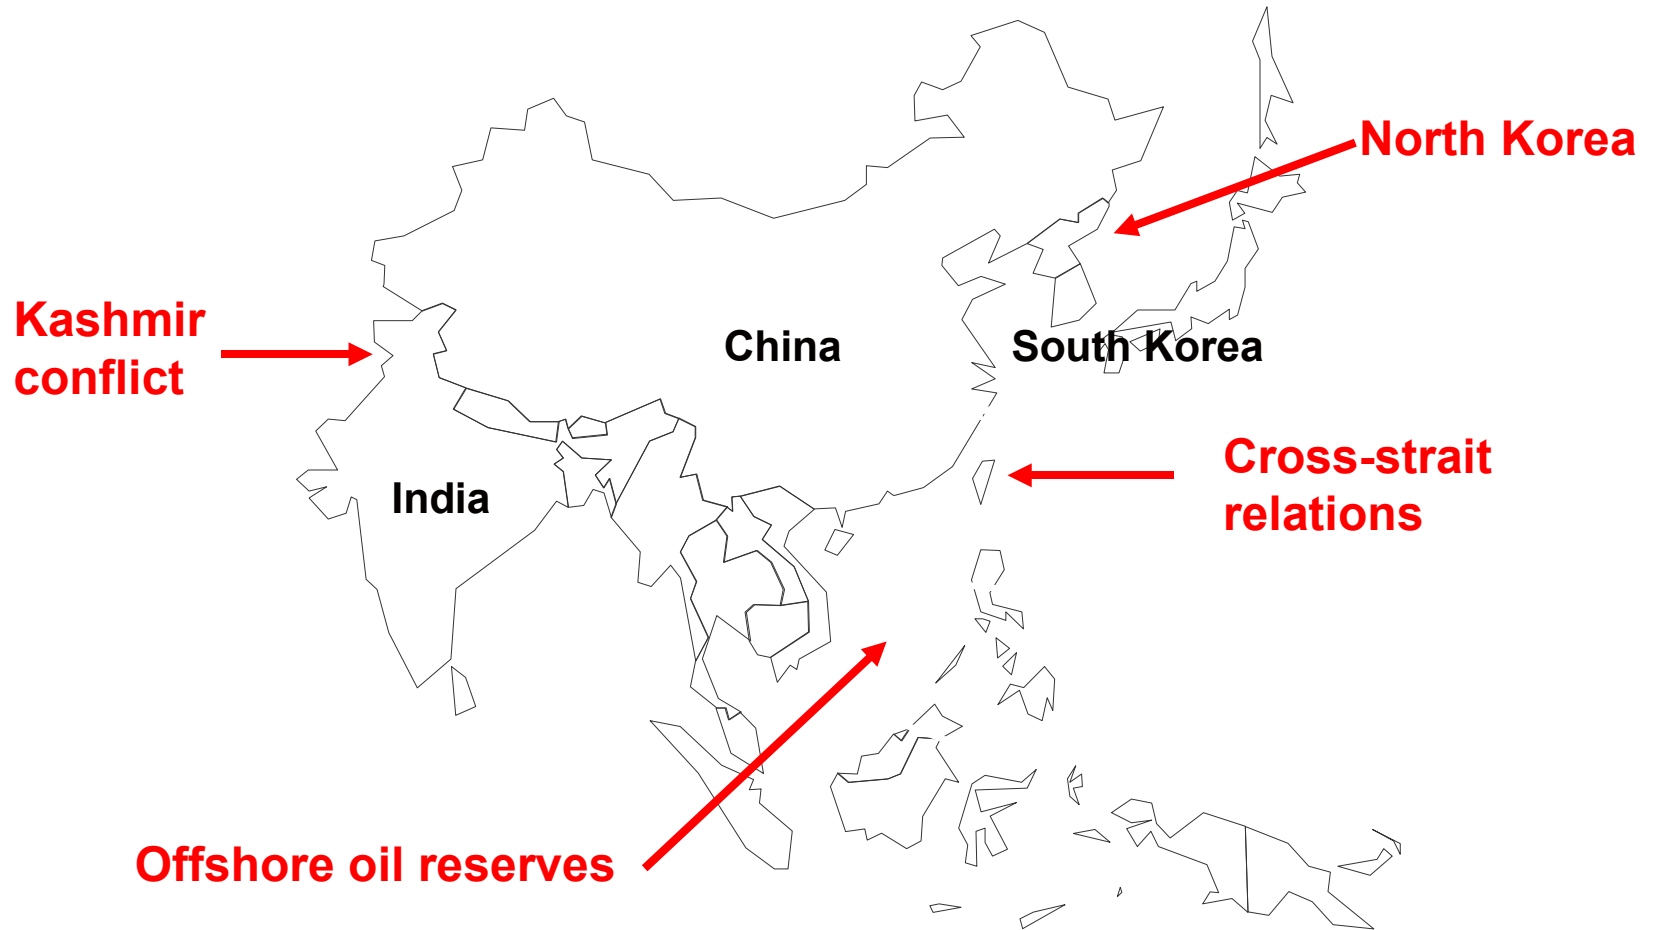 North Korea
Kashmir
conflict
China
South Korea
Cross-strait
relations
India
Offshore oil reserves